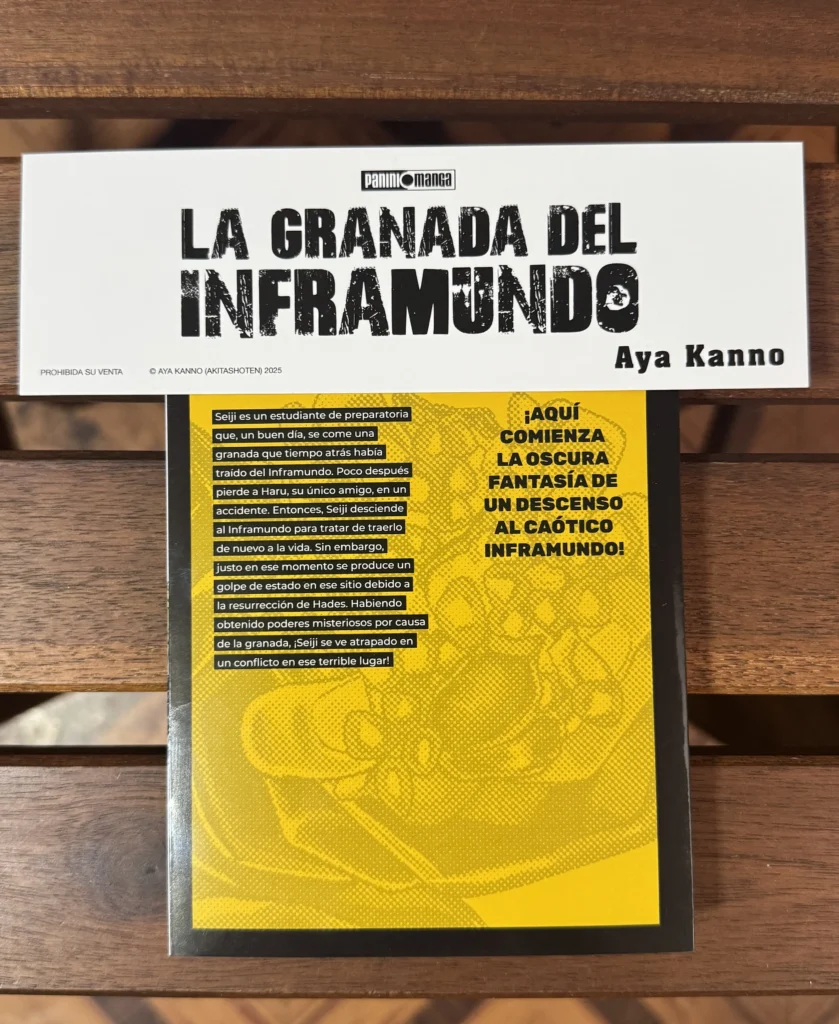 PANINI manga
LA GRANADA DEL
INFRAMUNDO
Aya Kanno
PROHIBIDA SU VENTA © AYA KANNO (AKITASHOTEN) 2025
Seiji es un estudiante de preparatoria
que, un buen día, se come una
granada que tiempo atrás había
traído del Inframundo. Poco después
pierde a Haru, su único amigo, en un
accidente. Entonces, Seiji desciende
al Inframundo para tratar de traerlo
de nuevo a la vida. Sin embargo,
justo en ese momento se produce un
golpe de estado en ese sitio debido a
la resurrección de Hades. Habiendo
obtenido poderes misteriosos por causa
de la granada, ¡Seiji se ve atrapado en
un conflicto en ese terrible lugar!
¡AQUÍ
COMIENZA
LA OSCURA
FANTASÍA DE
UN DESCENSO
AL CAÓTICO
INFRAMUNDO!